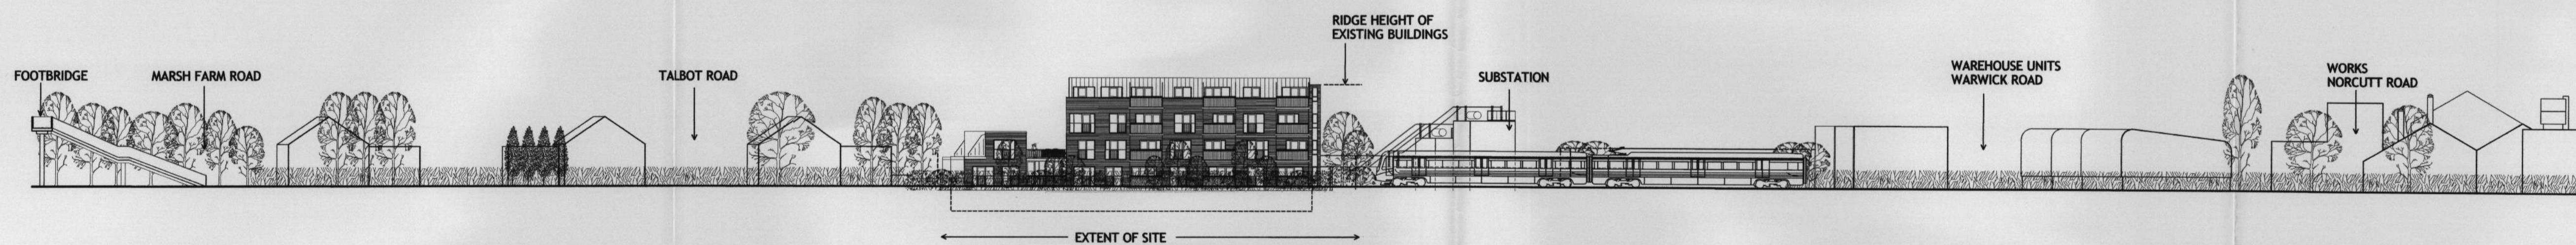 FOOTBRIDGE
MARSH FARM ROAD
TALBOT ROAD
RIDGE HEIGHT OF
EXISTING BUILDINGS
SUBSTATION
WAREHOUSE UNITS
WARWICK ROAD
WORKS
NORCUTT ROAD
EXTENT OF SITE